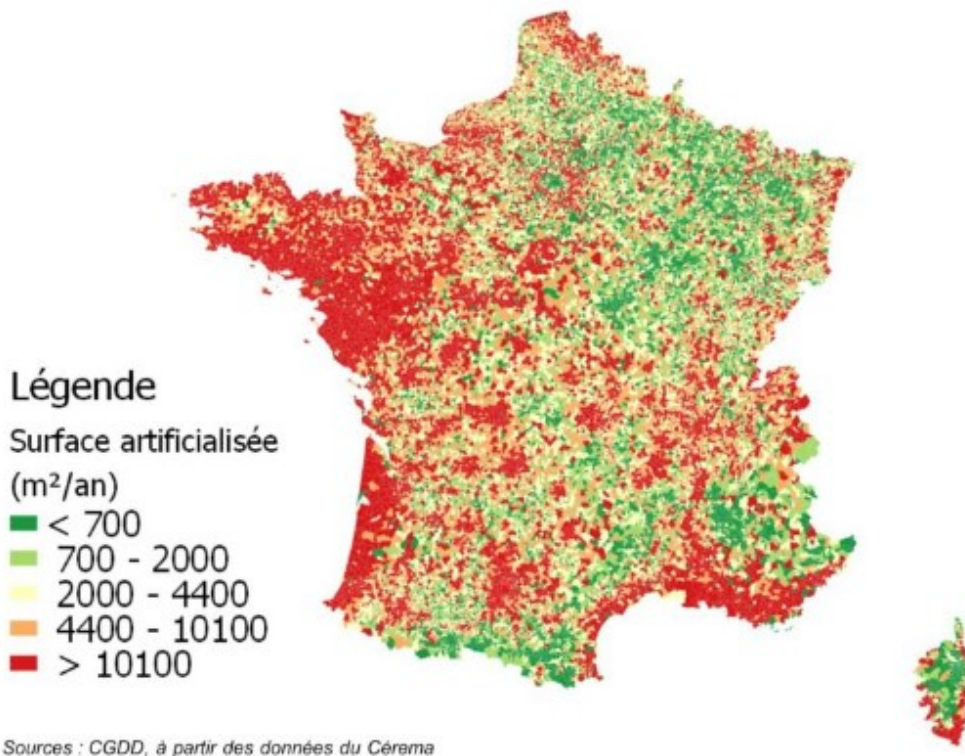 Légende
Surface artificialisée
(m²/an)
< 700
700 - 2000
2000 - 4400
4400 - 10100
> 10100
Sources : CGDD, à partir des données du Cérema